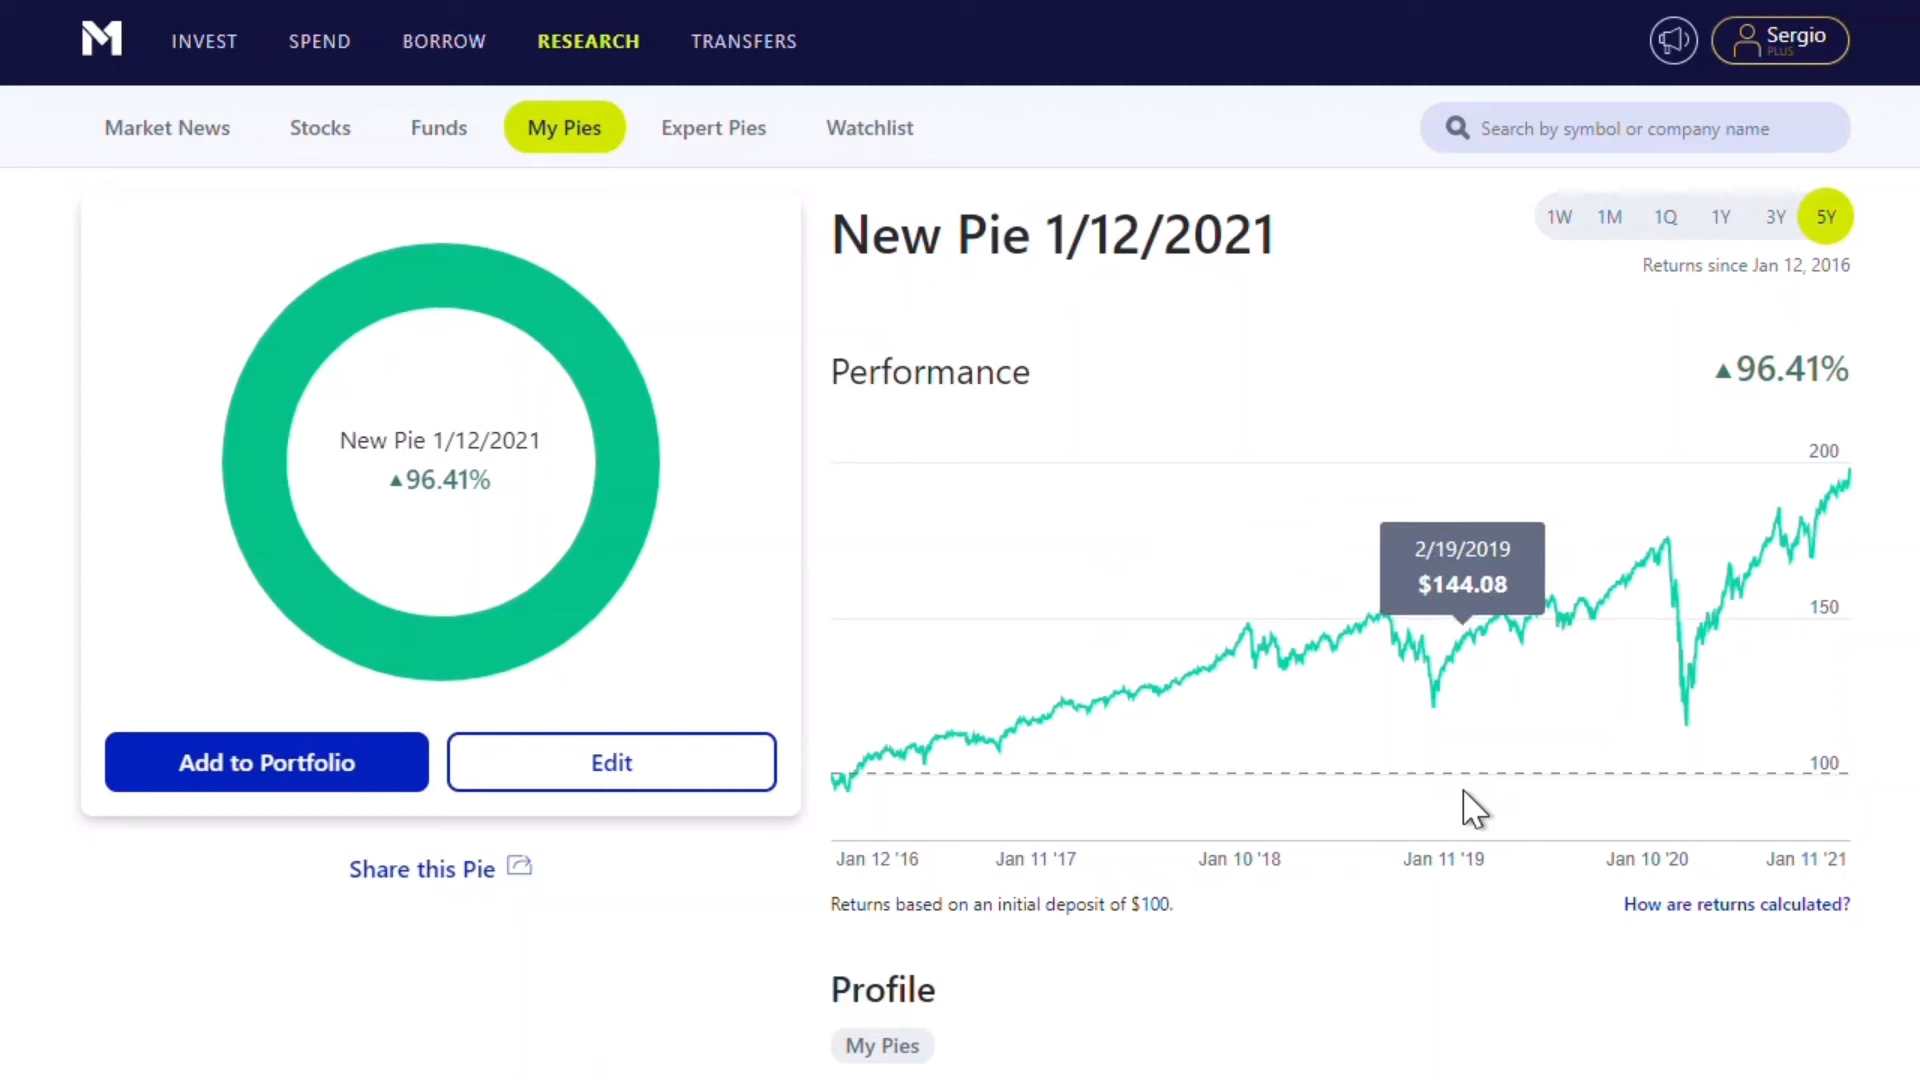 M
INVEST SPEND BORROW RESEARCH TRANSFERS
Sergio
PLUS
Market News Stocks Funds My Pies Expert Pies Watchlist
Search by symbol or company name
New Pie 1/12/2021
▲96.41%
Add to Portfolio Edit
Share this Pie
New Pie 1/12/2021
1W 1M 1Q 1Y 3Y 5Y
Returns since Jan 12, 2016
Performance
▲96.41%
200
2/19/2019
$144.08
150
100
Jan 12 '16 Jan 11 '17 Jan 10 '18 Jan 11 '19 Jan 10 '20 Jan 11 '21
Returns based on an initial deposit of $100.
How are returns calculated?
Profile
My Pies